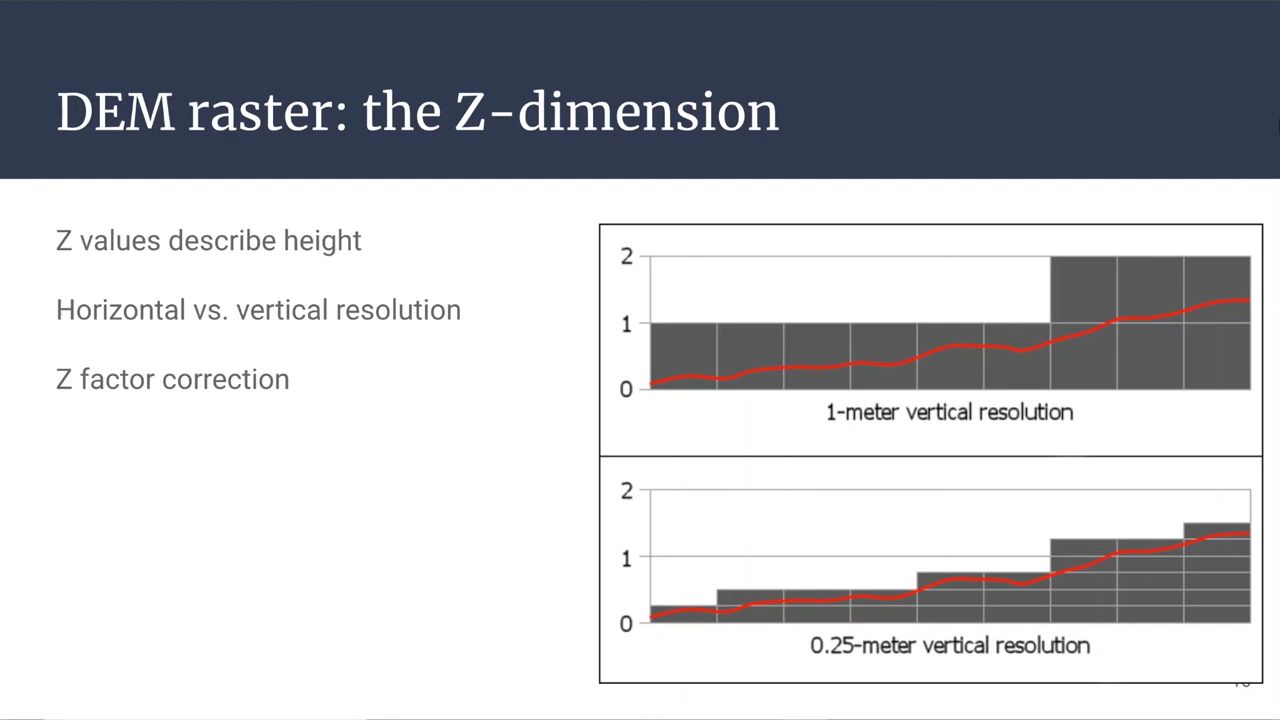 DEM raster: the Z-dimension
Z values describe height
Horizontal vs. vertical resolution
Z factor correction
2
1
0
1-meter vertical resolution
2
1
0
0.25-meter vertical resolution